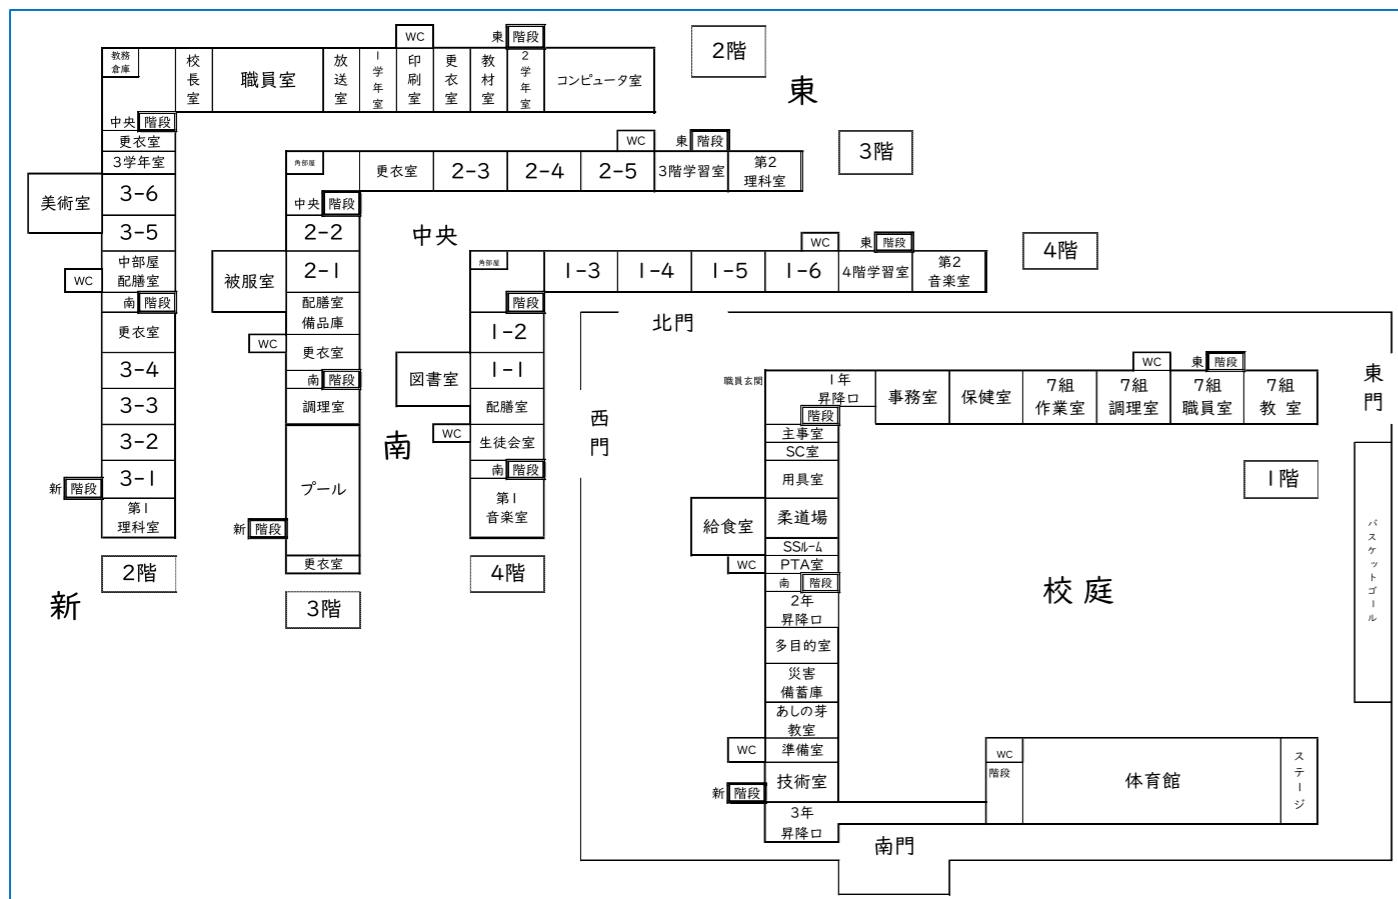 2階
東
WC
東 階段
教務
倉庫
校長室
職員室
放送室
1学年室
印刷室
更衣室
教材室
2学年室
コンピュータ室
中央 階段
更衣室
3学年室
美術室
3-6
3-5
中部屋
配膳室
WC
南 階段
更衣室
3-4
3-3
3-2
3-1
新 階段
第1
理科室
2階
新
3階
WC
東 階段
角部屋
更衣室
2-3
2-4
2-5
3階学習室
第2
理科室
中央 階段
2-2
被服室
2-1
配膳室
備品庫
WC
更衣室
南 階段
調理室
プール
新 階段
更衣室
3階
中央
南
4階
WC
東 階段
角部屋
1-3
1-4
1-5
1-6
4階学習室
第2
音楽室
階段
1-2
図書室
1-1
配膳室
WC
生徒会室
南 階段
第1
音楽室
4階
北門
西門
東門
職員玄関
1年
昇降口
事務室
保健室
7組
作業室
7組
調理室
7組
職員室
7組
教室
WC
東 階段
階段
主事室
SC室
用具室
給食室
柔道場
SSルーム
WC
PTA室
南 階段
2年
昇降口
多目的室
災害
備蓄庫
あしの芽
教室
WC
準備室
技術室
新 階段
3年
昇降口
1階
バスケットゴール
校庭
WC
階段
体育館
ステージ
南門